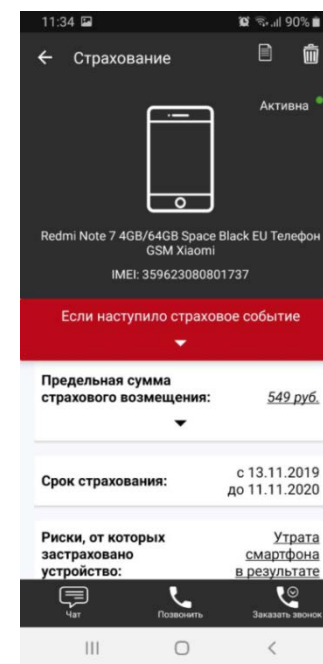 11:34 90%
Страхование
Активна
Redmi Note 7 4GB/64GB Space Black EU Телефон
GSM Xiaomi
IMEI: 359623080801737
Если наступило страховое событие
Предельная сумма
страхового возмещения: 549 руб.
Срок страхования: с 13.11.2019
до 11.11.2020
Риски, от которых Утрата
застраховано смартфона
устройство: в результате
Чат Позвонить Заказать звонок